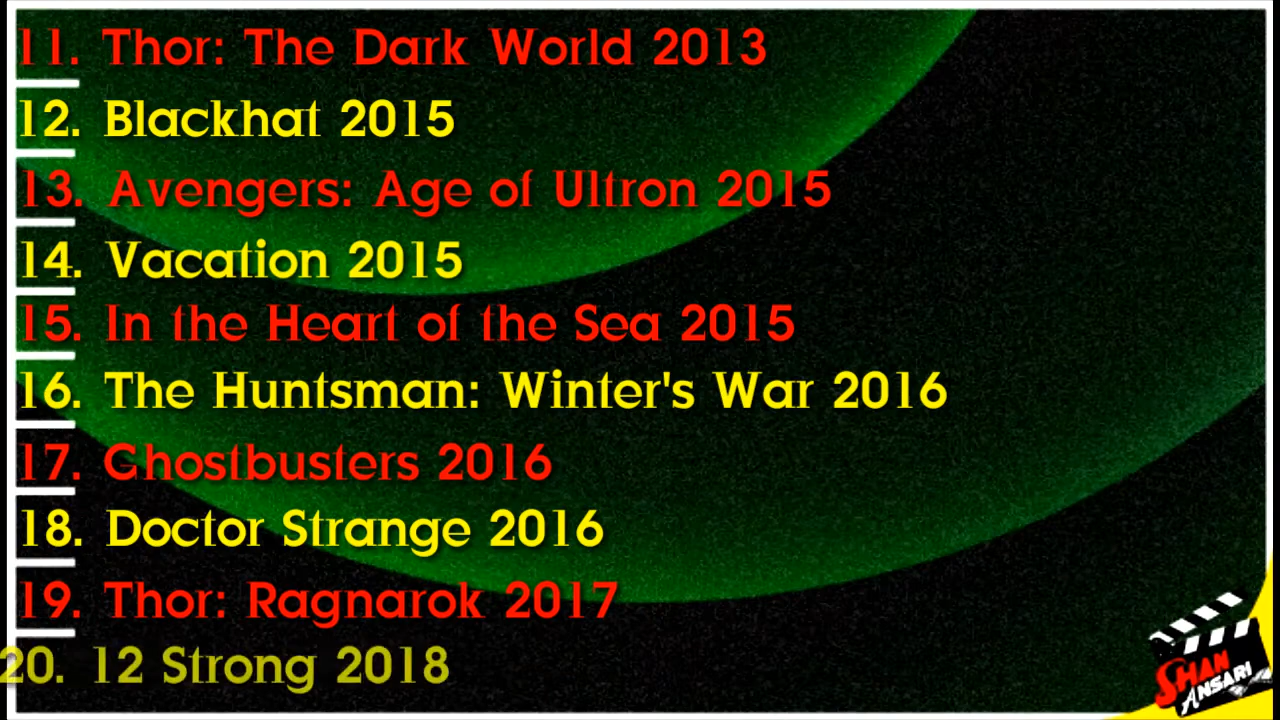 11. Thor: The Dark World 2013
12. Blackhat 2015
13. Avengers: Age of Ultron 2015
14. Vacation 2015
15. In the Heart of the Sea 2015
16. The Huntsman: Winter's War 2016
17. Ghostbusters 2016
18. Doctor Strange 2016
19. Thor: Ragnarok 2017
20. 12 Strong 2018
SHAN
ANSARI